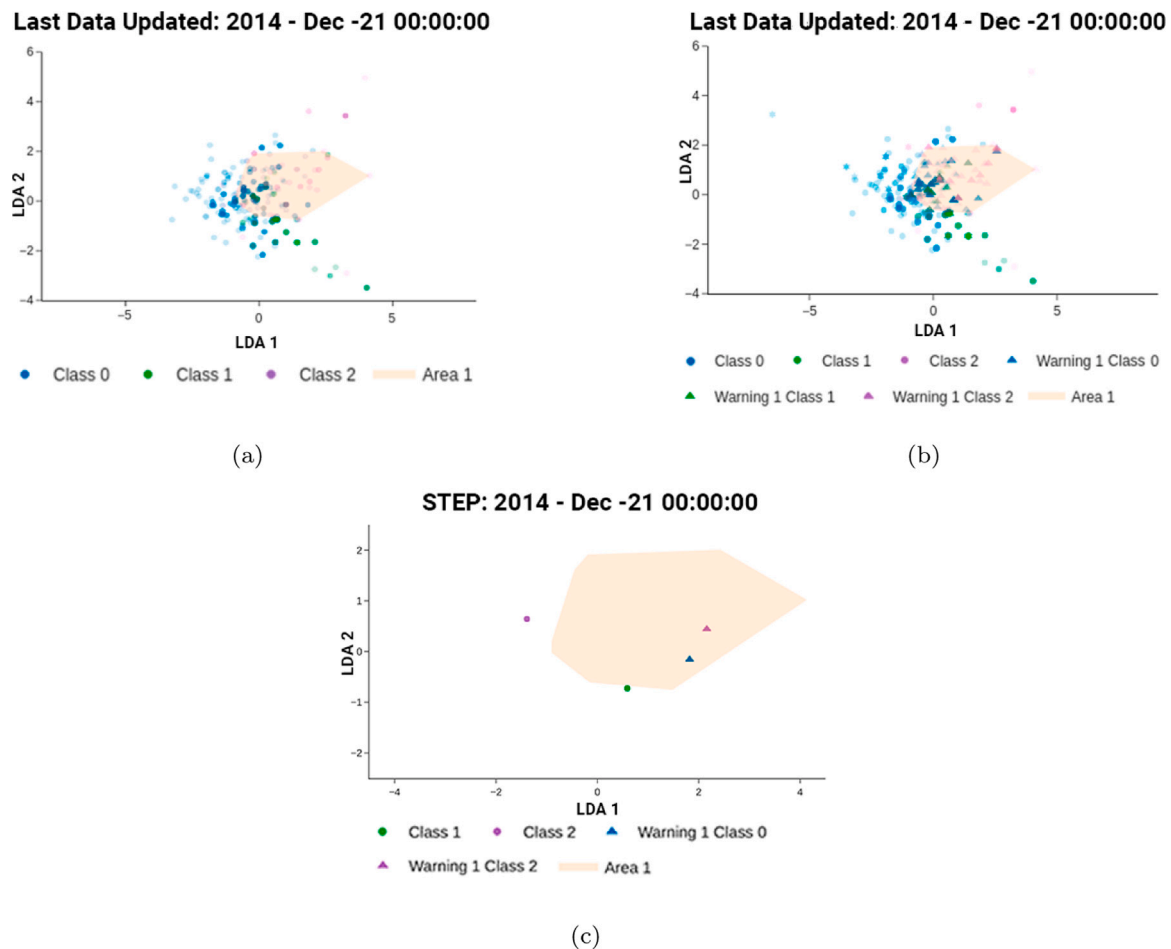 Last Data Updated: 2014 - Dec -21 00:00:00
6
4
2
0
−2
−4
LDA 2
−5
0
5
LDA 1
Class 0
Class 1
Class 2
Area 1
(a)
Last Data Updated: 2014 - Dec -21 00:00:00
6
4
2
0
−2
−4
LDA 2
−5
0
5
LDA 1
Class 0
Class 1
Class 2
Warning 1 Class 0
Warning 1 Class 1
Warning 1 Class 2
Area 1
(b)
STEP: 2014 - Dec -21 00:00:00
2
1
0
−1
−2
LDA 2
−4
−2
0
2
4
LDA 1
Class 1
Class 2
Warning 1 Class 0
Warning 1 Class 2
Area 1
(c)